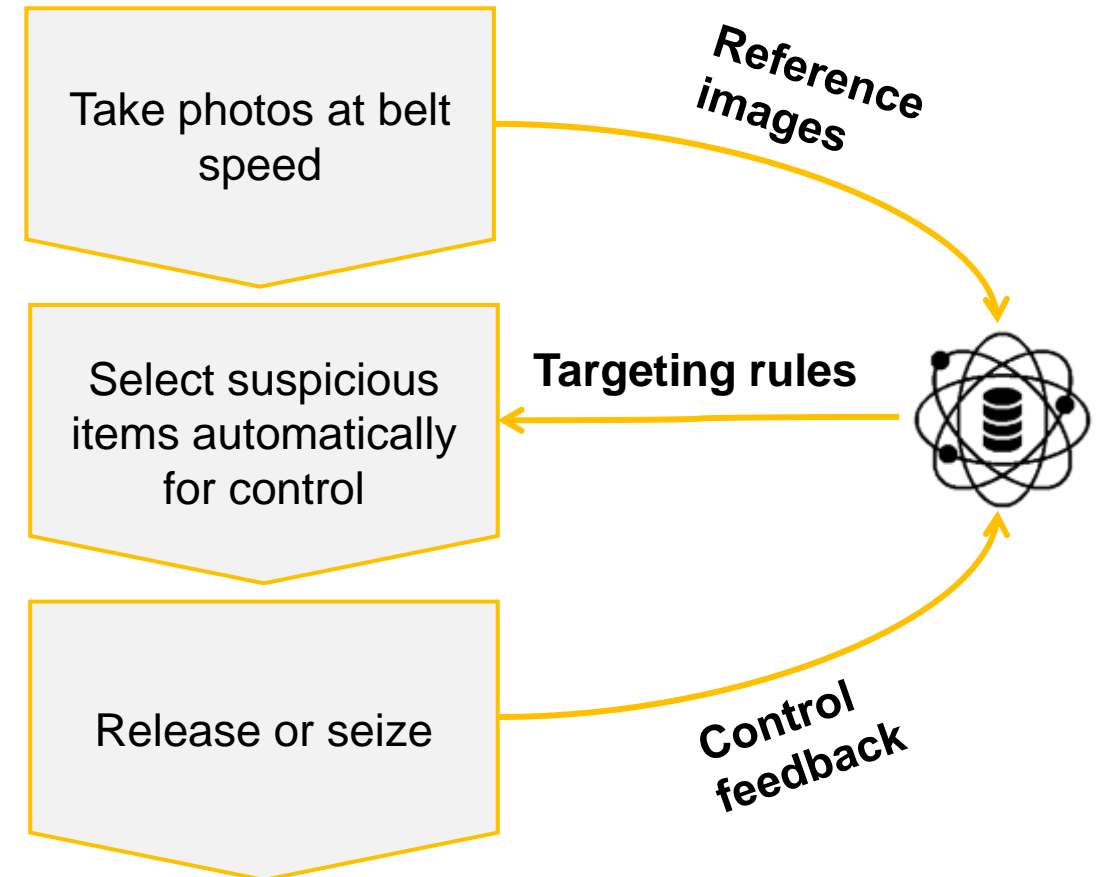 Take photos at belt
speed
Reference
images
Select suspicious
items automatically
for control
Targeting rules
Release or seize
Control
feedback